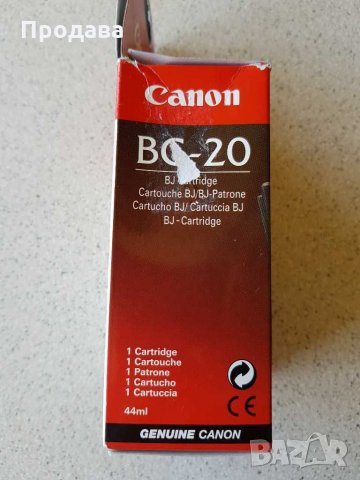 Продава
Canon
BC-20
BJ Cartridge
Cartouche BJ/BJ-Patrone
Cartucho BJ/Cartuccia BJ
BJ-Cartridge
1 Cartridge
1 Cartouche
1 Patrone
1 Cartucho
1 Cartuccia
44ml
CE
GENUINE CANON
BAZAR